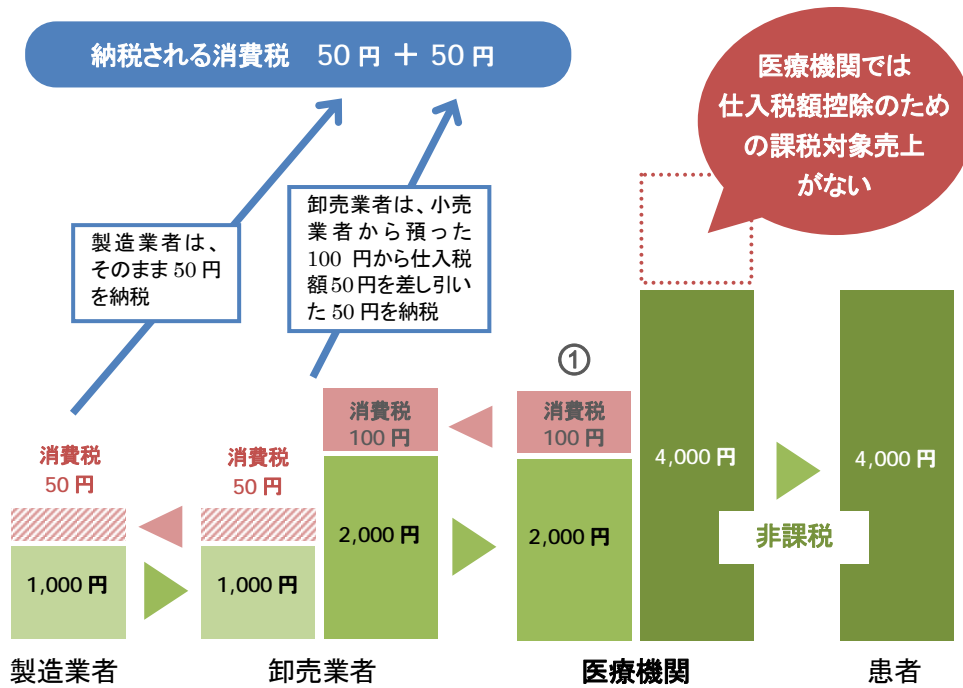 納税される消費税 50円 + 50円
医療機関では
仕入税額控除のため
の課税対象売上
がない
製造業者は、
そのまま50円
を納税
卸売業者は、小売
業者から預った
100 円から仕入税
額50円を差し引い
た50円を納税
①
消費税
50円
消費税
50円
消費税
100円
消費税
100円
1,000円
1,000円
2,000円
2,000円
4,000円
4,000円
非課税
製造業者
卸売業者
医療機関
患者